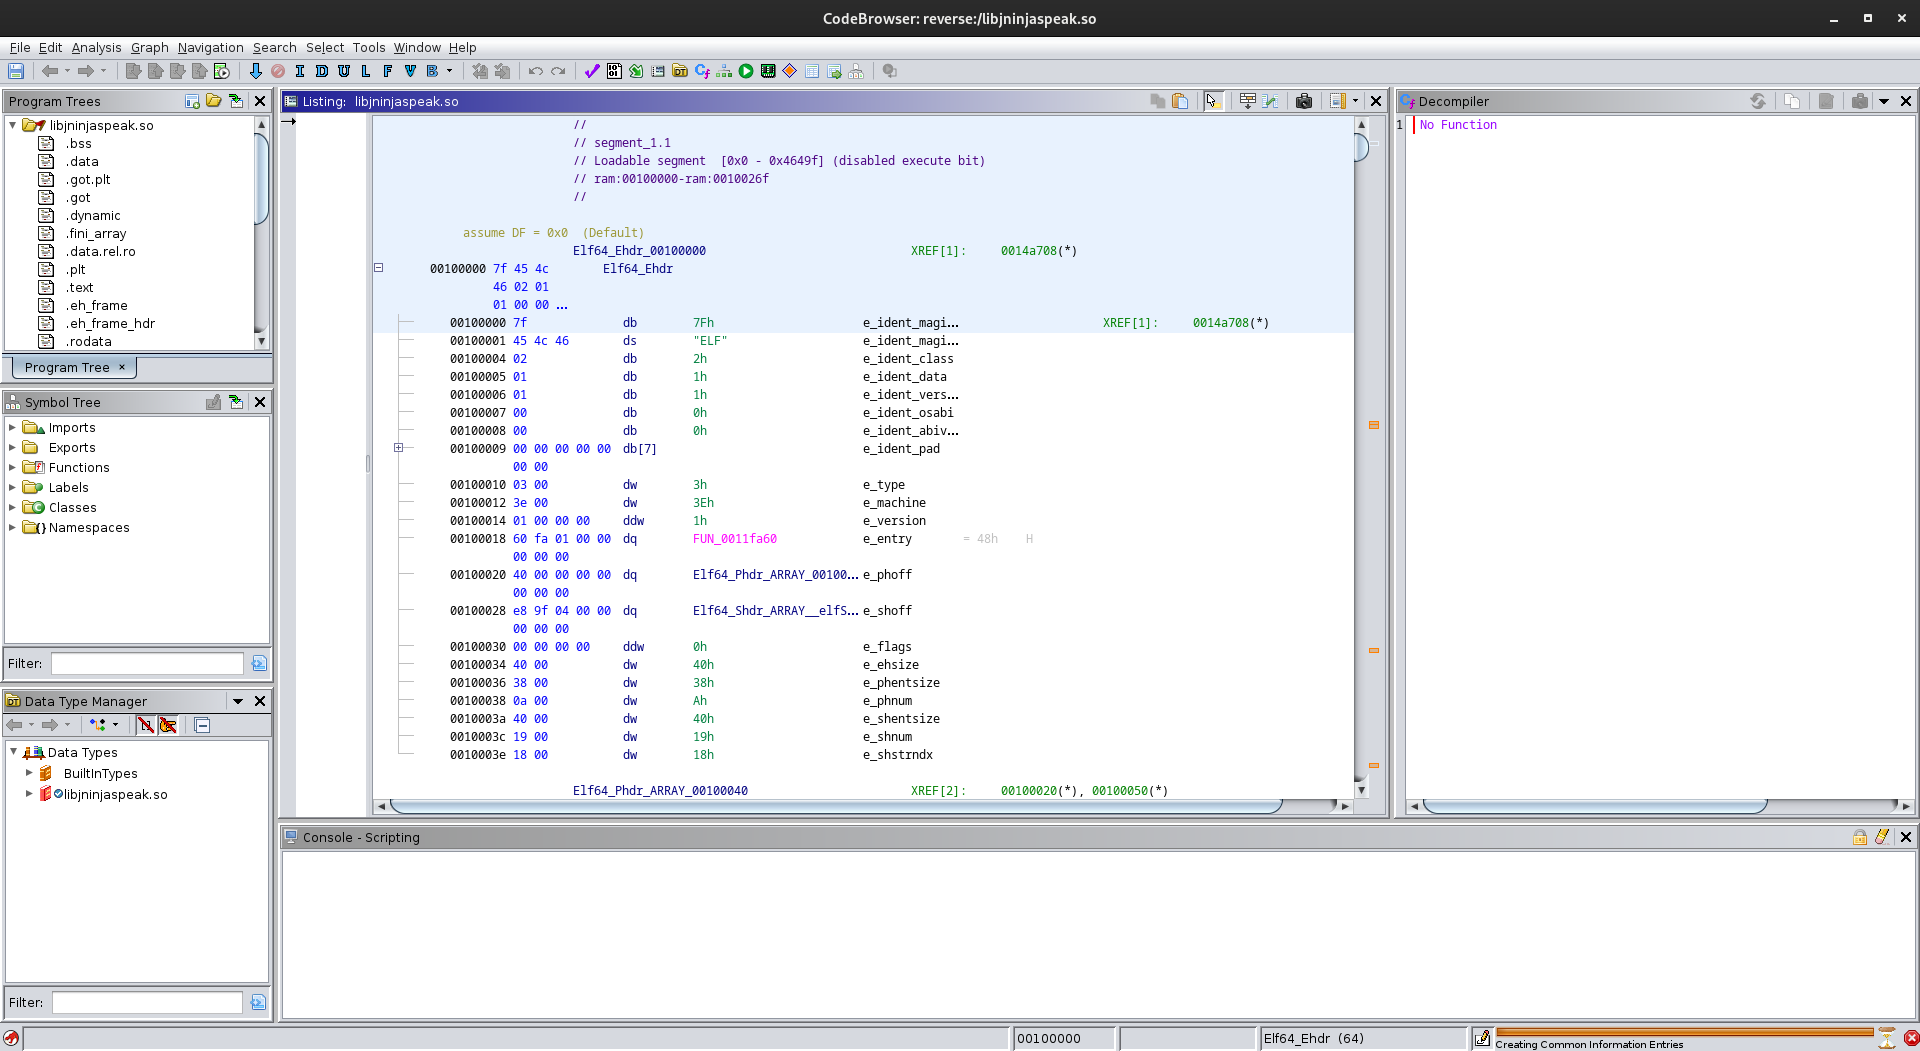 CodeBrowser: reverse:/libjninjaspeak.so
File Edit Analysis Graph Navigation Search Select Tools Window Help
I D U L F V B
Program Trees
libjninjaspeak.so
.bss
.data
.got.plt
.got
.dynamic
.fini_array
.data.rel.ro
.plt
.text
.eh_frame
.eh_frame_hdr
.rodata
Program Tree ×
Symbol Tree
Imports
Exports
Functions
Labels
Classes
Namespaces
Filter:
Data Type Manager
Data Types
BuiltInTypes
libjninjaspeak.so
Filter:
Listing: libjninjaspeak.so
//
// segment_1.1
// Loadable segment [0x0 - 0x4649f] (disabled execute bit)
// ram:00100000-ram:0010026f
//
assume DF = 0x0 (Default)
Elf64_Ehdr_00100000 XREF[1]: 0014a708(*)
00100000 7f 45 4c Elf64_Ehdr
46 02 01
01 00 00 ...
00100000 7f db 7Fh e_ident_magi... XREF[1]: 0014a708(*)
00100001 45 4c 46 ds "ELF" e_ident_magi...
00100004 02 db 2h e_ident_class
00100005 01 db 1h e_ident_data
00100006 01 db 1h e_ident_vers...
00100007 00 db 0h e_ident_osabi
00100008 00 db 0h e_ident_abiv...
00100009 00 00 00 00 00 db[7] e_ident_pad
00 00
00100010 03 00 dw 3h e_type
00100012 3e 00 dw 3Eh e_machine
00100014 01 00 00 00 ddw 1h e_version
00100018 60 fa 01 00 00 dq FUN_0011fa60 e_entry = 48h H
00 00 00
00100020 40 00 00 00 00 dq Elf64_Phdr_ARRAY_00100... e_phoff
00 00 00
00100028 e8 9f 04 00 00 dq Elf64_Shdr_ARRAY__elfS... e_shoff
00 00 00
00100030 00 00 00 00 ddw 0h e_flags
00100034 40 00 dw 40h e_ehsize
00100036 38 00 dw 38h e_phentsize
00100038 0a 00 dw Ah e_phnum
0010003a 40 00 dw 40h e_shentsize
0010003c 19 00 dw 19h e_shnum
0010003e 18 00 dw 18h e_shstrndx
Elf64_Phdr_ARRAY_00100040 XREF[2]: 00100020(*), 00100050(*)
Decompiler
1 No Function
Console - Scripting
00100000
Elf64_Ehdr (64)
Creating Common Information Entries